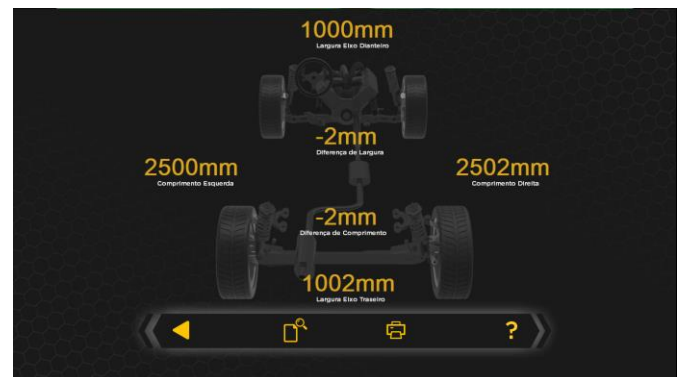 1000mm
Largura Eixo Dianteiro
-2mm
Diferença de Largura
2500mm
Comprimento Esquerda
2502mm
Comprimento Direita
-2mm
Diferença de Comprimento
1002mm
Largura Eixo Traseiro
?